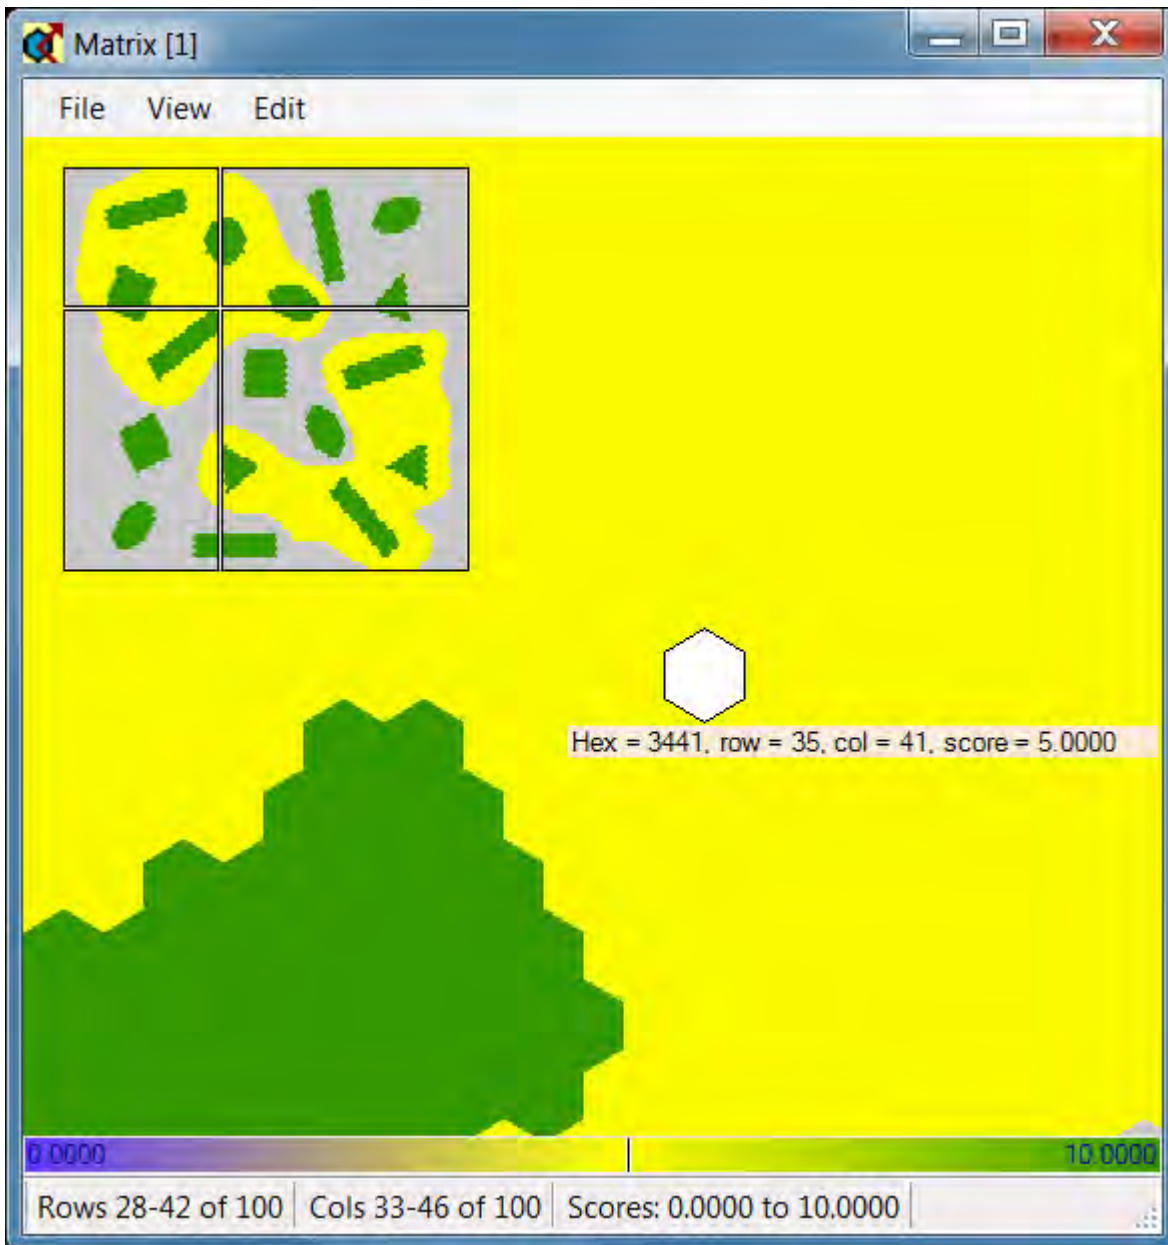 Matrix [1]
File View Edit
Hex = 3441, row = 35, col = 41, score = 5.0000
0.0000 10.0000
Rows 28-42 of 100 Cols 33-46 of 100 Scores: 0.0000 to 10.0000